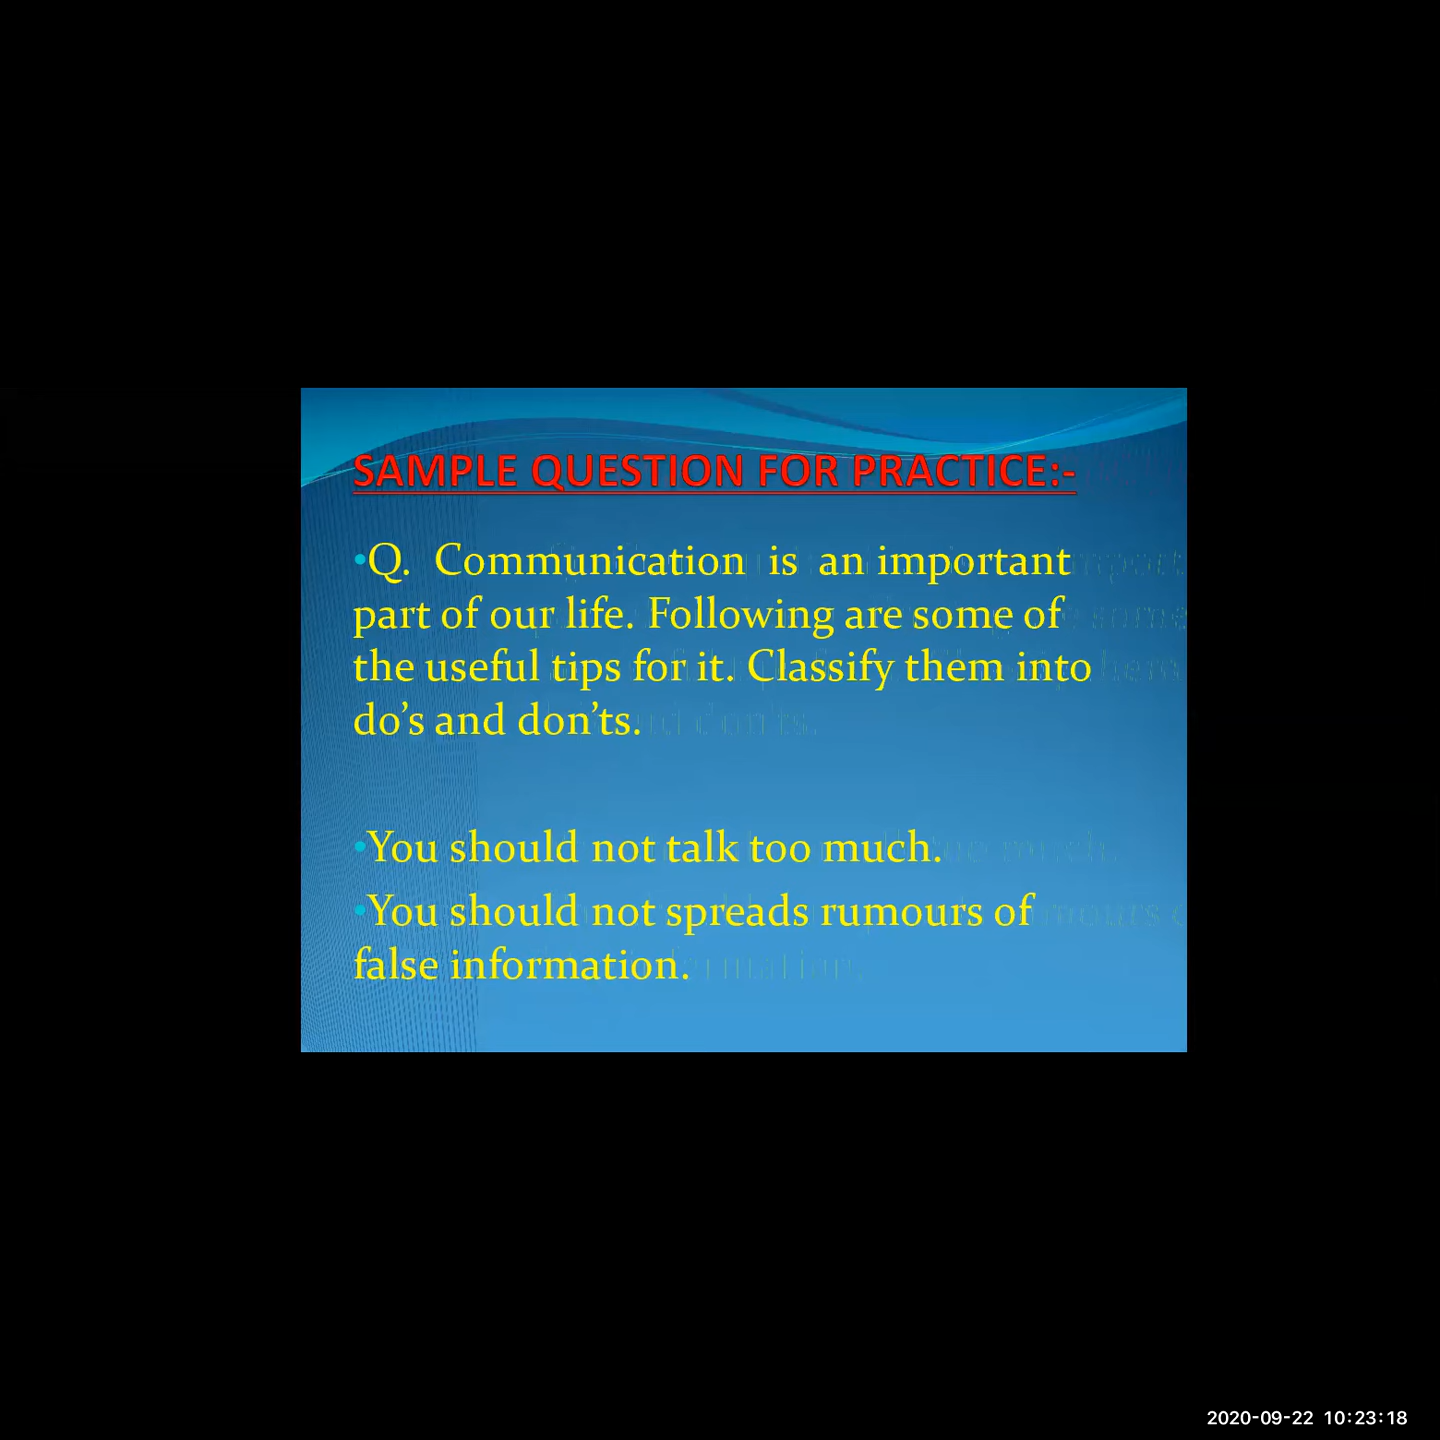 SAMPLE QUESTION FOR PRACTICE:-
•Q. Communication is an important
part of our life. Following are some of
the useful tips for it. Classify them into
do’s and don’ts.
•You should not talk too much.
•You should not spreads rumours of
false information.
2020-09-22 10:23:18